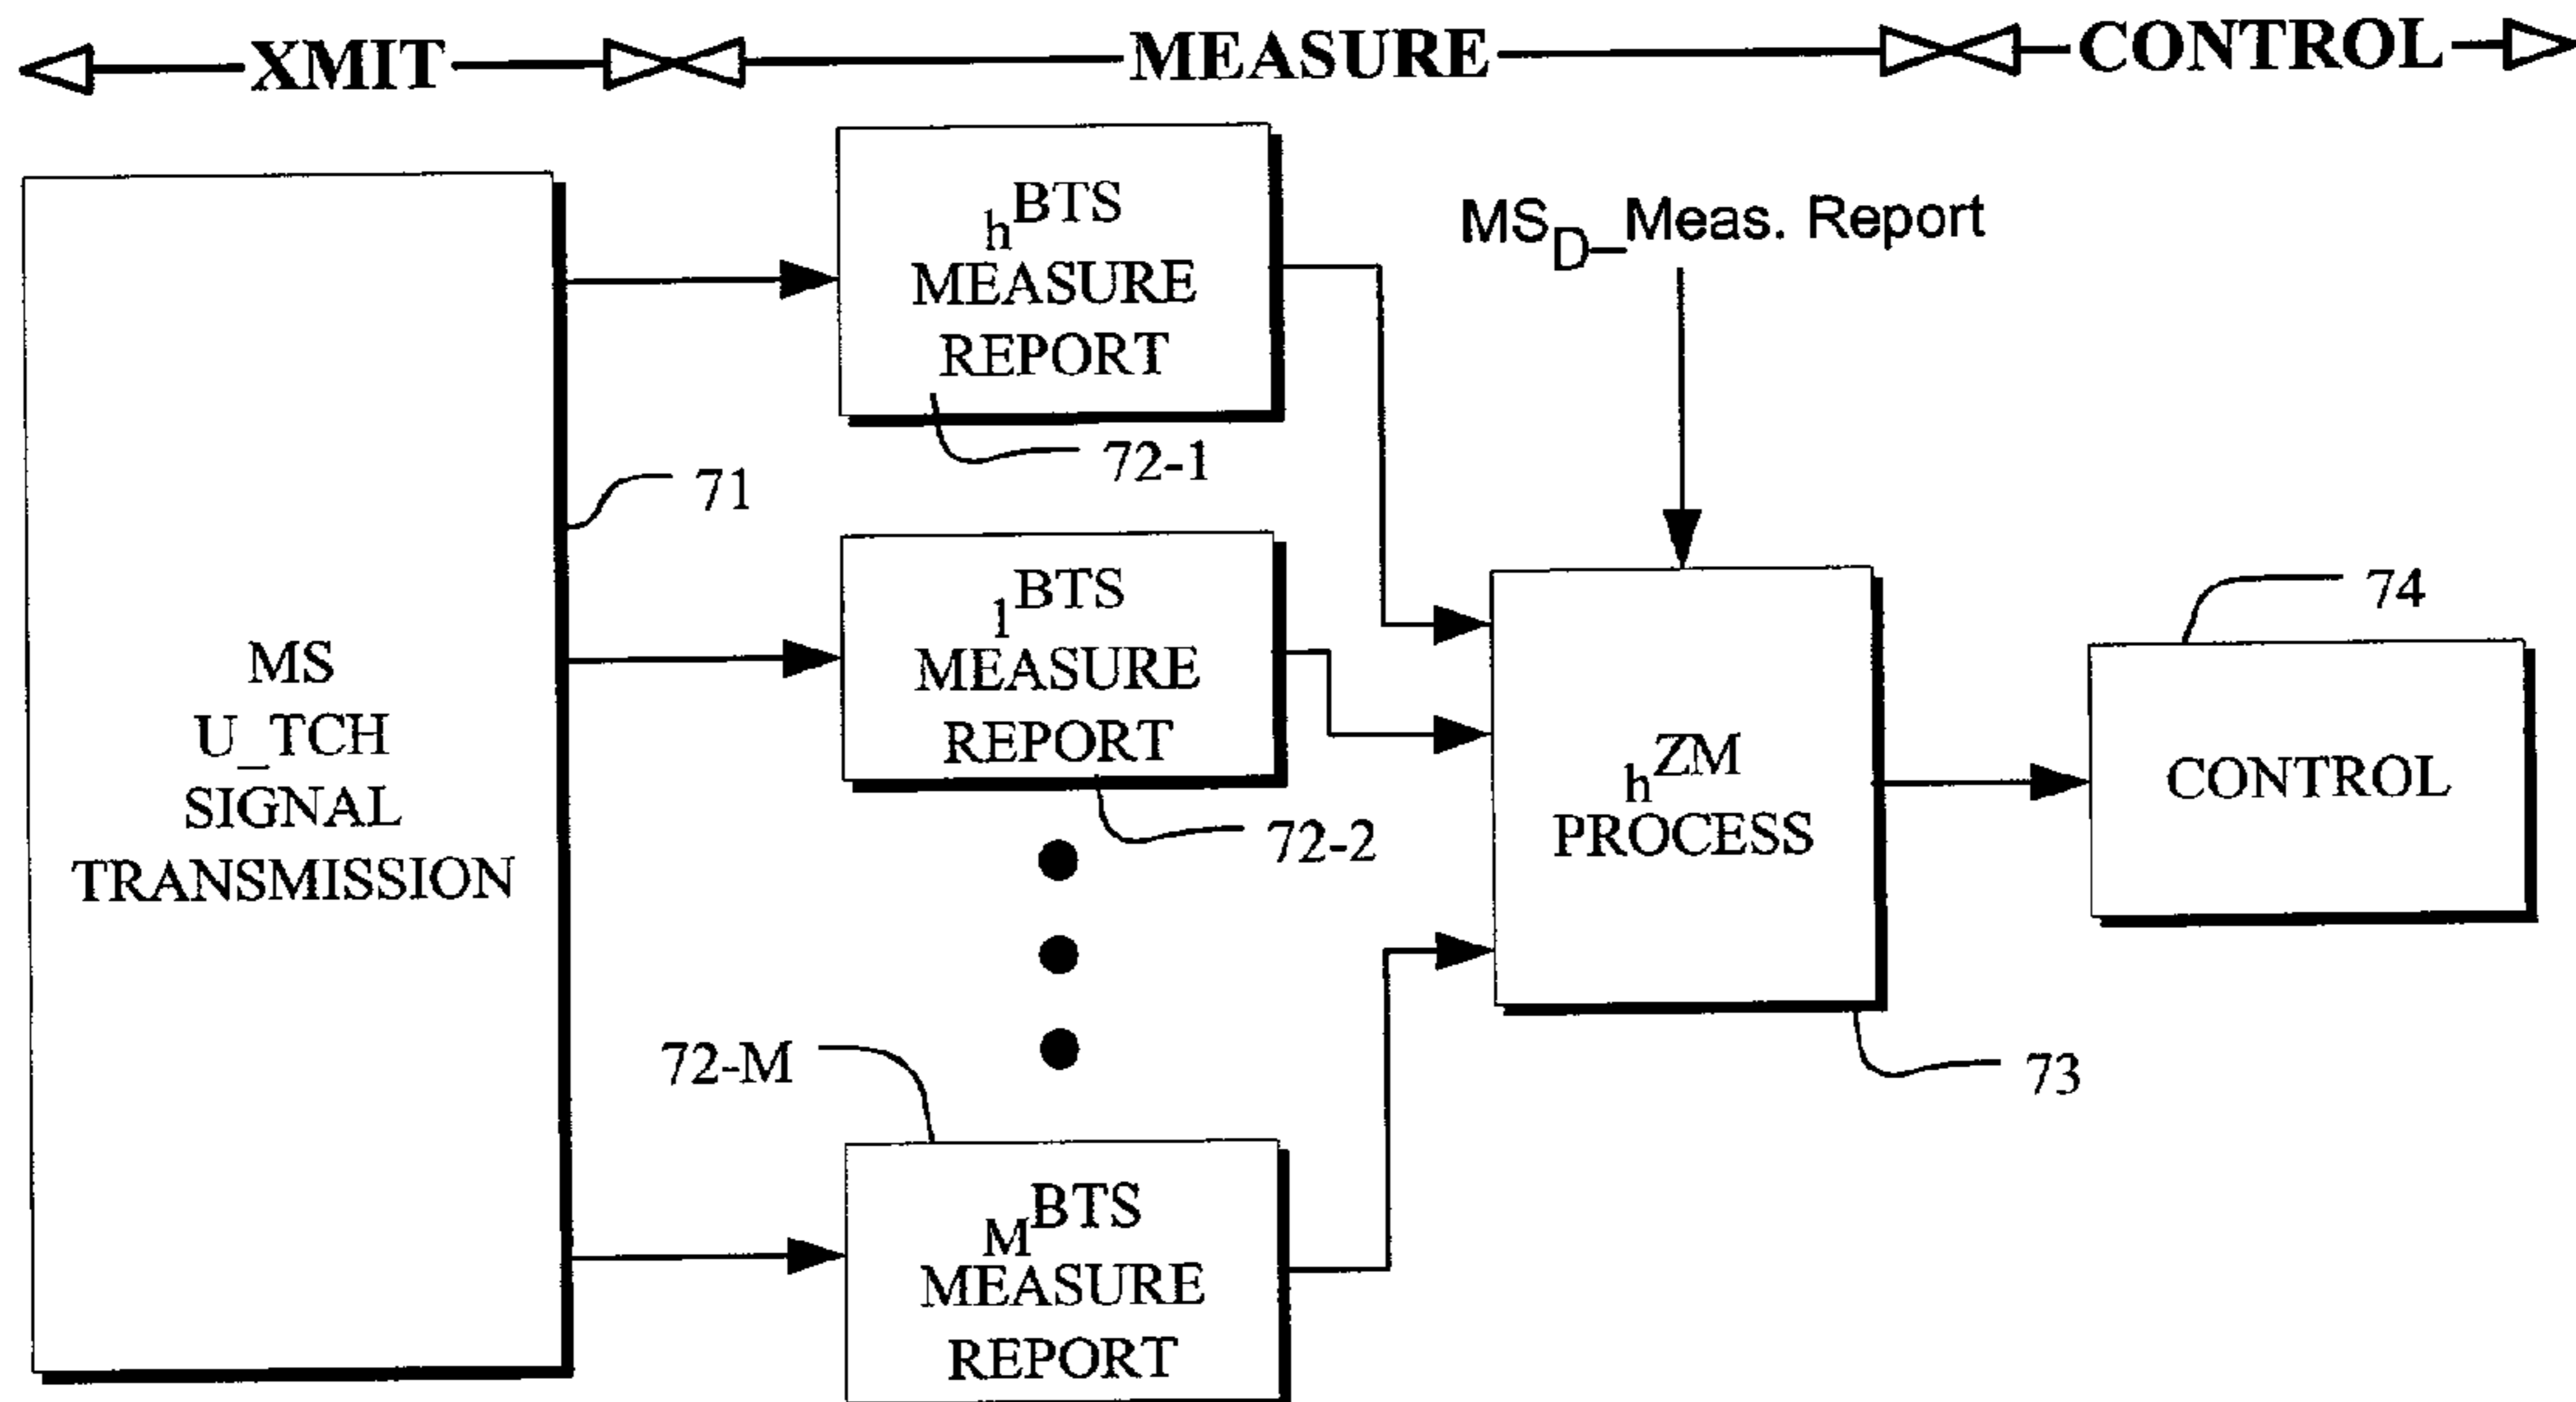 XMIT MEASURE CONTROL
hBTS
MEASURE
REPORT
72-1
MSD_Meas. Report
71
1BTS
MEASURE
REPORT
72-2
MS
U_TCH
SIGNAL
TRANSMISSION
hZM
PROCESS
73
74
CONTROL
72-M
MBTS
MEASURE
REPORT